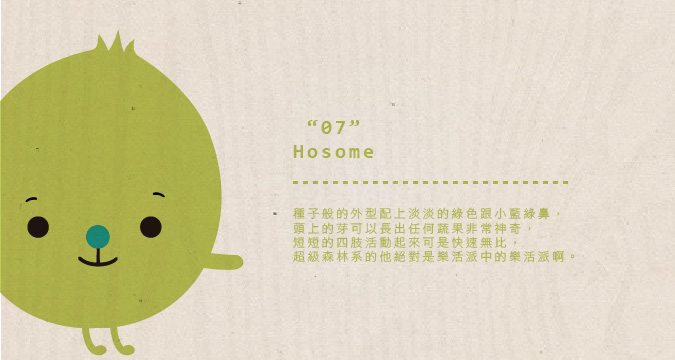 “07”
Hosome
種子般的外型配上淡淡的綠色跟小藍綠鼻，
頭上的芽可以長出任何蔬果非常神奇，
短短的四肢活動起來可是快速無比，
超級森林系的他絕對是樂活派中的樂活派啊。